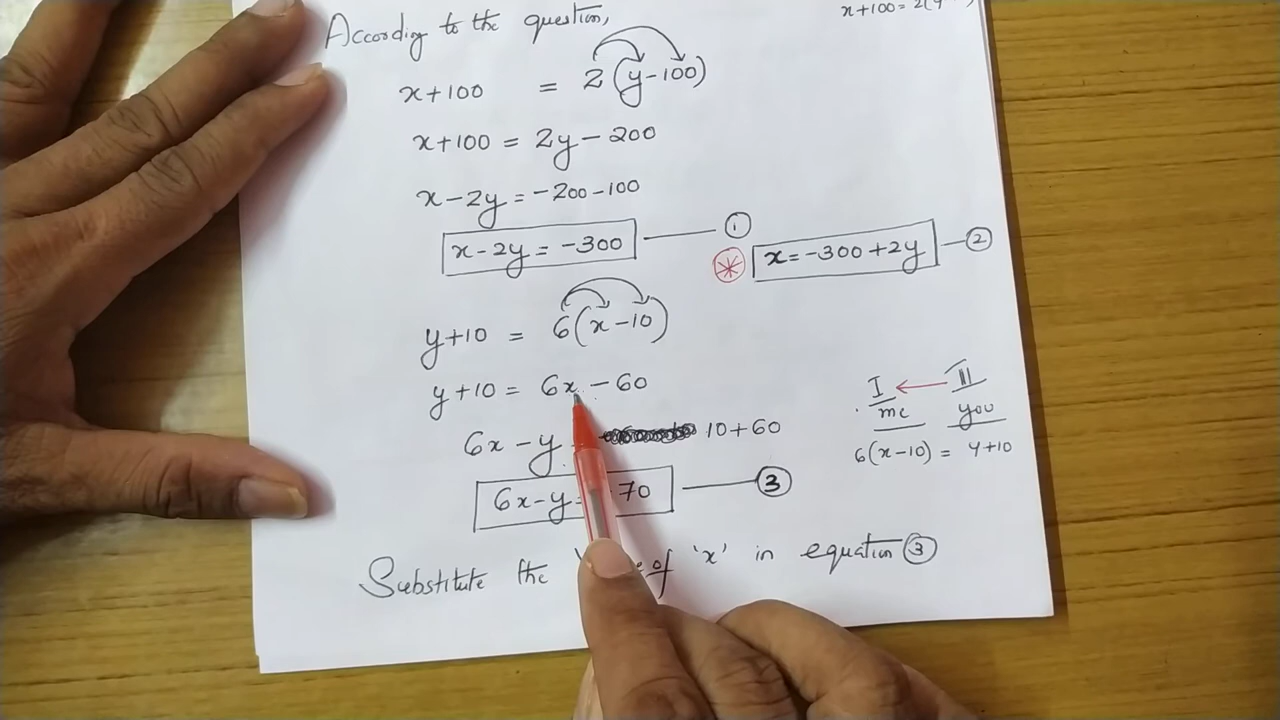 According to the question,
x+100 = 2(y-100)
x+100 = 2y-200
x-2y = -200-100
x-2y = -300 ①
x = -300+2y ②
y+10 = 6(x-10)
y+10 = 6x-60
6x-y 10+60
6x-y = 70 ③
I ← II
me you
6(x-10) = y+10
Substitute the of 'x' in equation ③
x+100 = 2(y